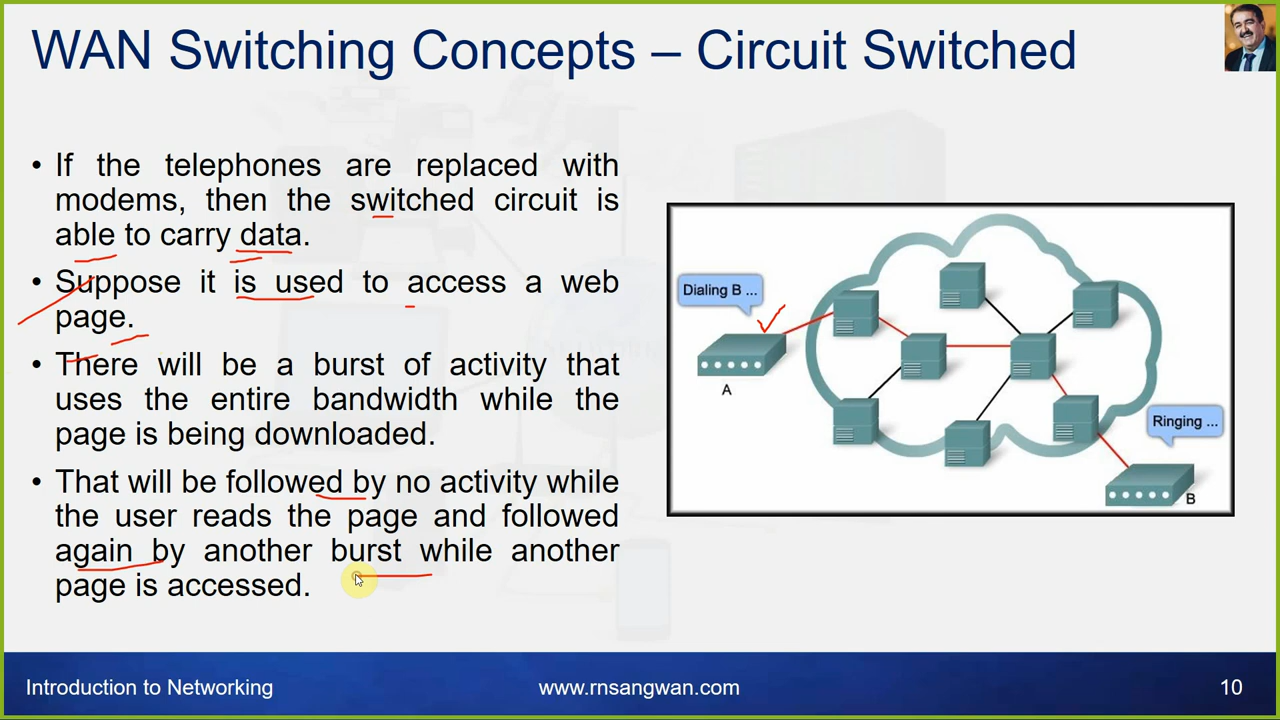 WAN Switching Concepts – Circuit Switched
• If the telephones are replaced with
modems, then the switched circuit is
able to carry data.
• Suppose it is used to access a web
page.
• There will be a burst of activity that
uses the entire bandwidth while the
page is being downloaded.
• That will be followed by no activity while
the user reads the page and followed
again by another burst while another
page is accessed.
Dialing B ...
A
Ringing ...
B
Introduction to Networking
www.rnsangwan.com
10